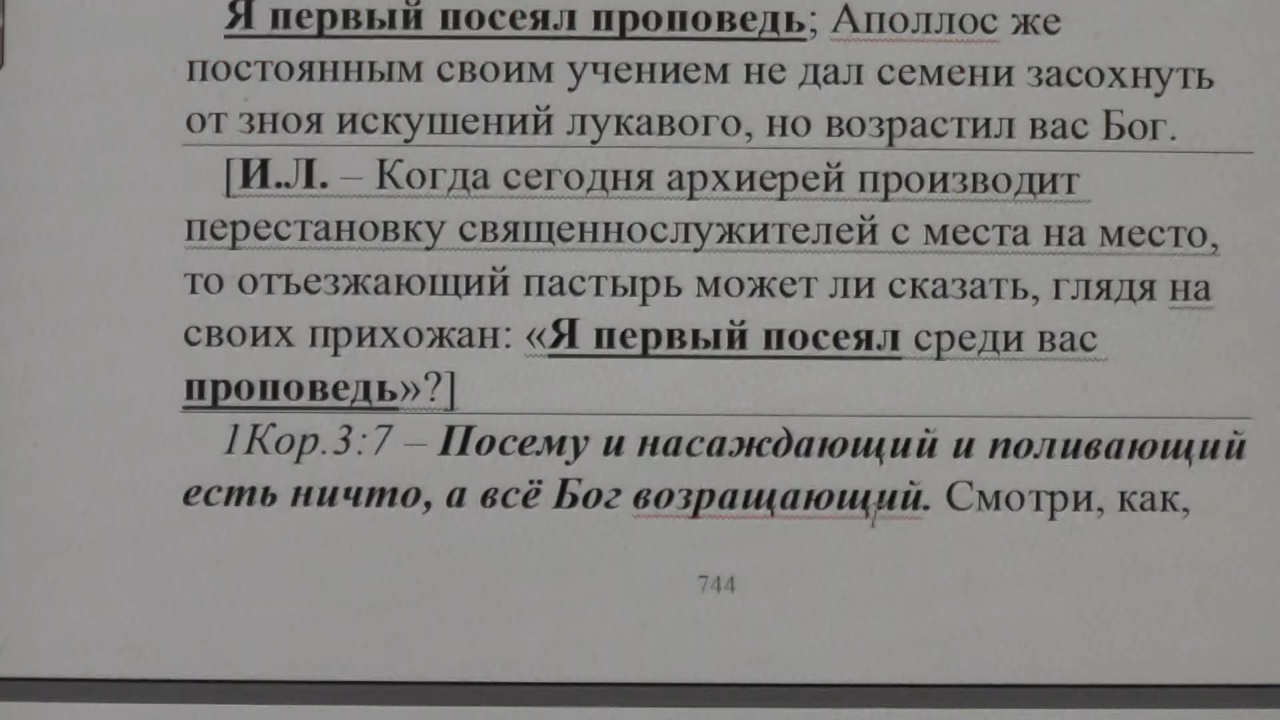 Я первый посеял проповедь; Аполлос же
постоянным своим учением не дал семени засохнуть
от зноя искушений лукавого, но возрастил вас Бог.
[И.Л. – Когда сегодня архиерей производит
перестановку священнослужителей с места на место,
то отъезжающий пастырь может ли сказать, глядя на
своих прихожан: «Я первый посеял среди вас
проповедь»?]
1Кор.3:7 – Посему и насаждающий и поливающий
есть ничто, а всё Бог возращающий. Смотри, как,
744